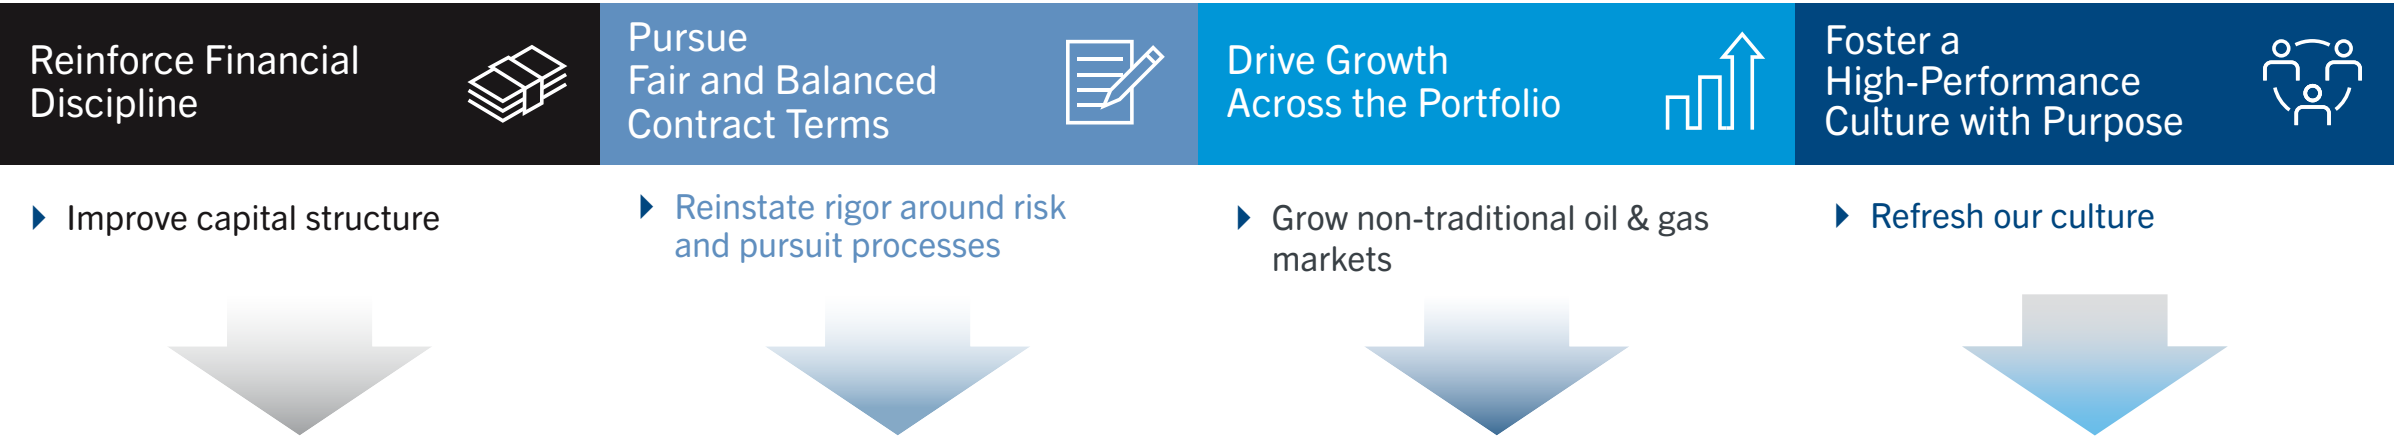 Reinforce Financial
Discipline
Improve capital structure
Pursue
Fair and Balanced
Contract Terms
Reinstate rigor around risk
and pursuit processes
Drive Growth
Across the Portfolio
Grow non-traditional oil & gas
markets
Foster a
High-Performance
Culture with Purpose
Refresh our culture